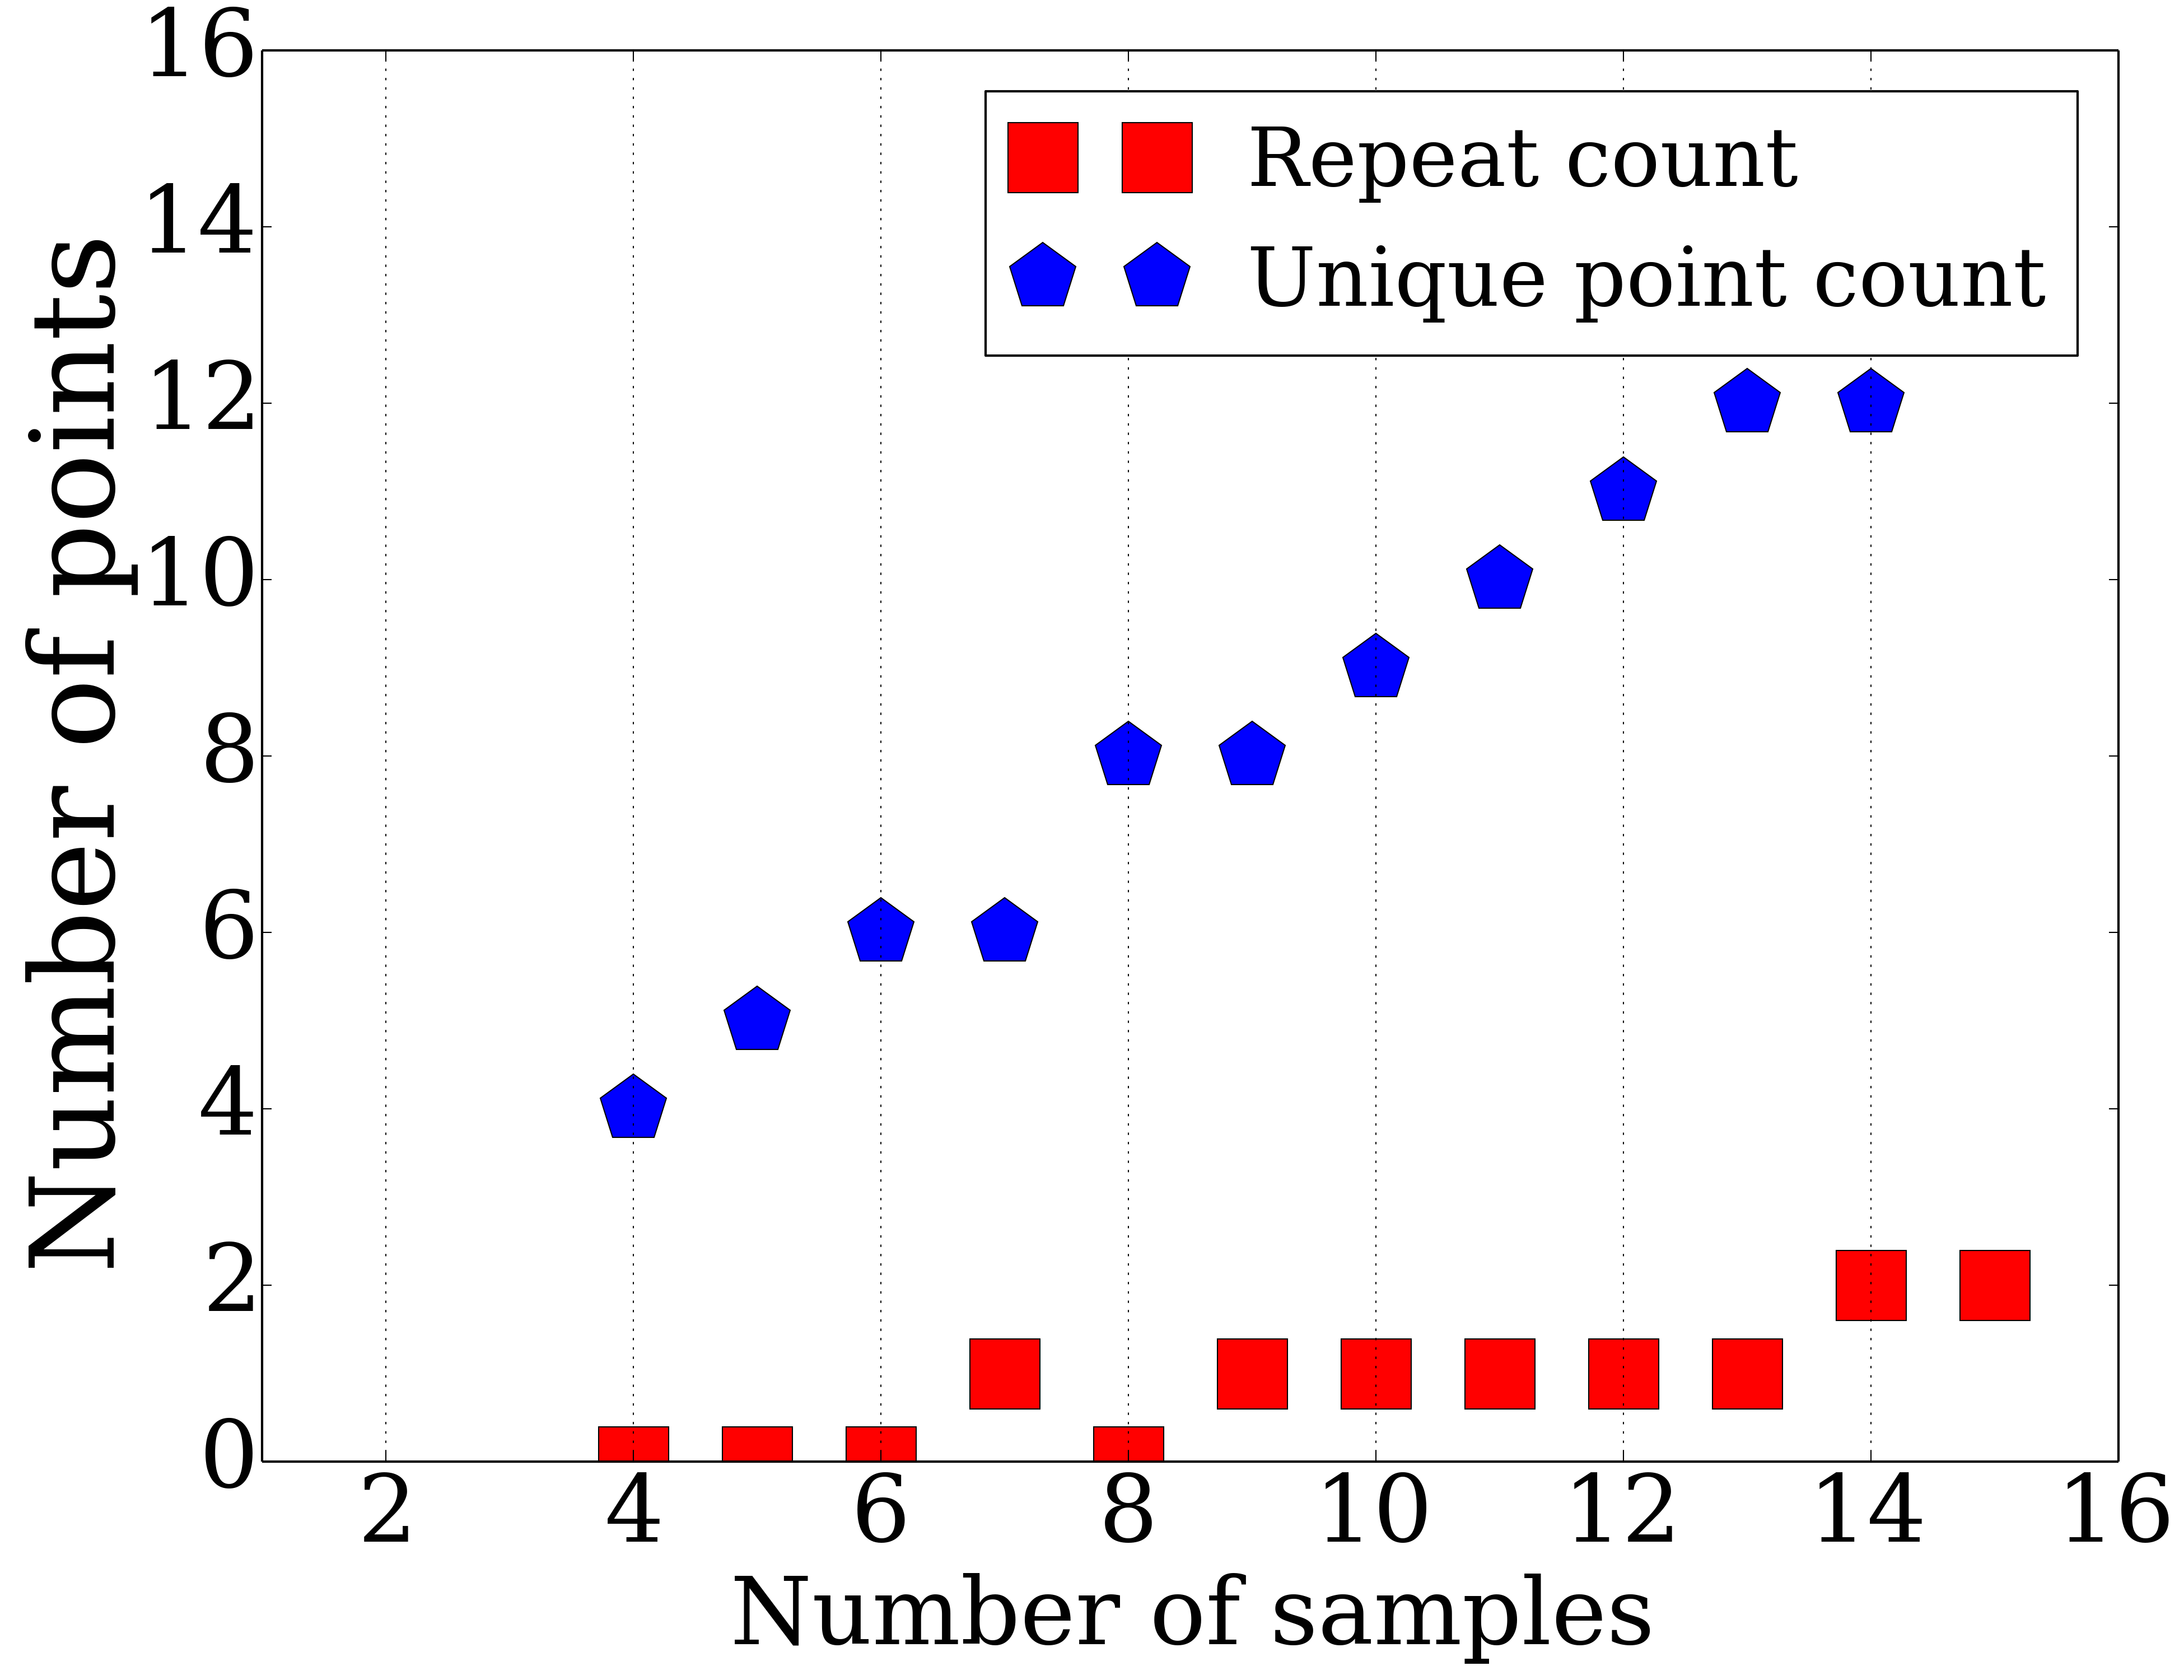 16
14
12
10
8
6
4
2
0
Number of points
Repeat count
Unique point count
2 4 6 8 10 12 14 16
Number of samples